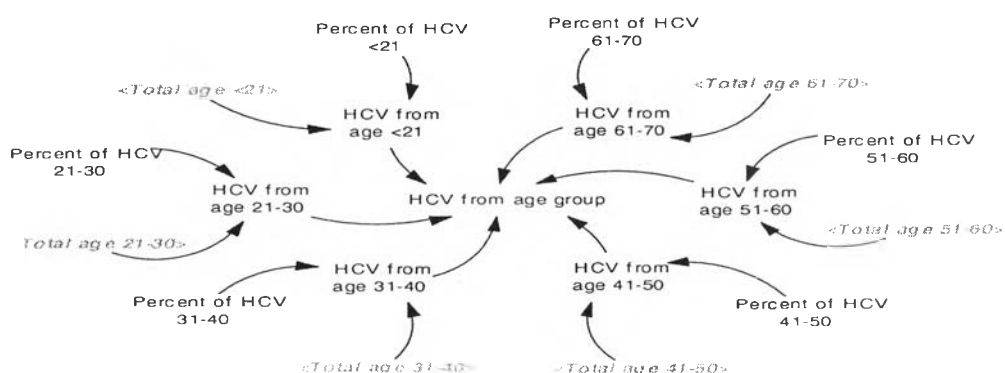 Percent of HCV
<21
Percent of HCV
61-70
<Total age <21>
<Total age 61-70>
HCV from
age <21
HCV from
age 61-70
Percent of HCV
21-30
Percent of HCV
51-60
HCV from
age 21-30
HCV from age group
HCV from
age 51-60
Total age 21-30>
<Total age 51-60>
HCV from
age 31-40
HCV from
age 41-50
Percent of HCV
31-40
Percent of HCV
41-50
<Total age 31-40>
<Total age 41-50>